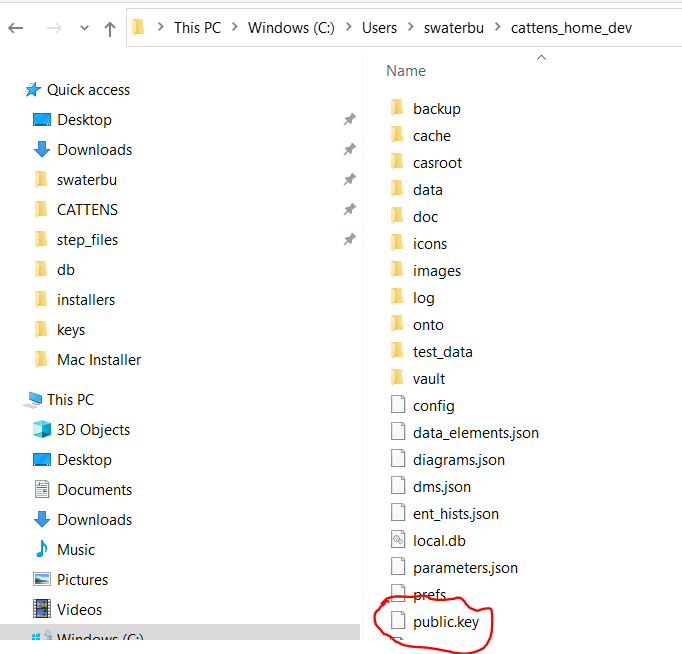 This PC > Windows (C:) > Users > swaterbu > cattens_home_dev
Quick access
Desktop
Downloads
swaterbu
CATTENS
step_files
db
installers
keys
Mac Installer
This PC
3D Objects
Desktop
Documents
Downloads
Music
Pictures
Videos
Windows (C:)
Name
backup
cache
casroot
data
doc
icons
images
log
onto
test_data
vault
config
data_elements.json
diagrams.json
dms.json
ent_hists.json
local.db
parameters.json
prefs
public.key